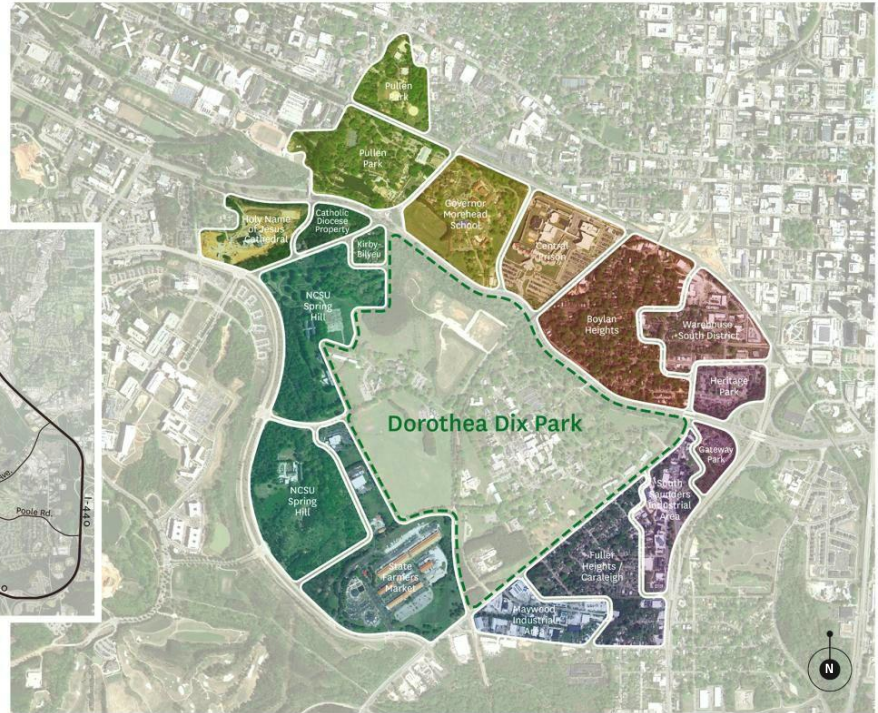 Pullen
Park
Pullen
Park
Governor
Morehead
School
Holy Name
of Jesus
Cathedral
Catholic
Diocese
Property
Kirby-
Bilyeu
Central
Prison
NCSU
Spring
Hill
Boylan
Heights
Warehouse
South District
Heritage
Park
Dorothea Dix Park
Gateway
Park
South
Saunders
Industrial
Area
NCSU
Spring
Hill
Fuller
Heights /
Caraleigh
State
Farmers
Market
Maywood
Industrial
Area
Ave.
Poole Rd.
I-440
N